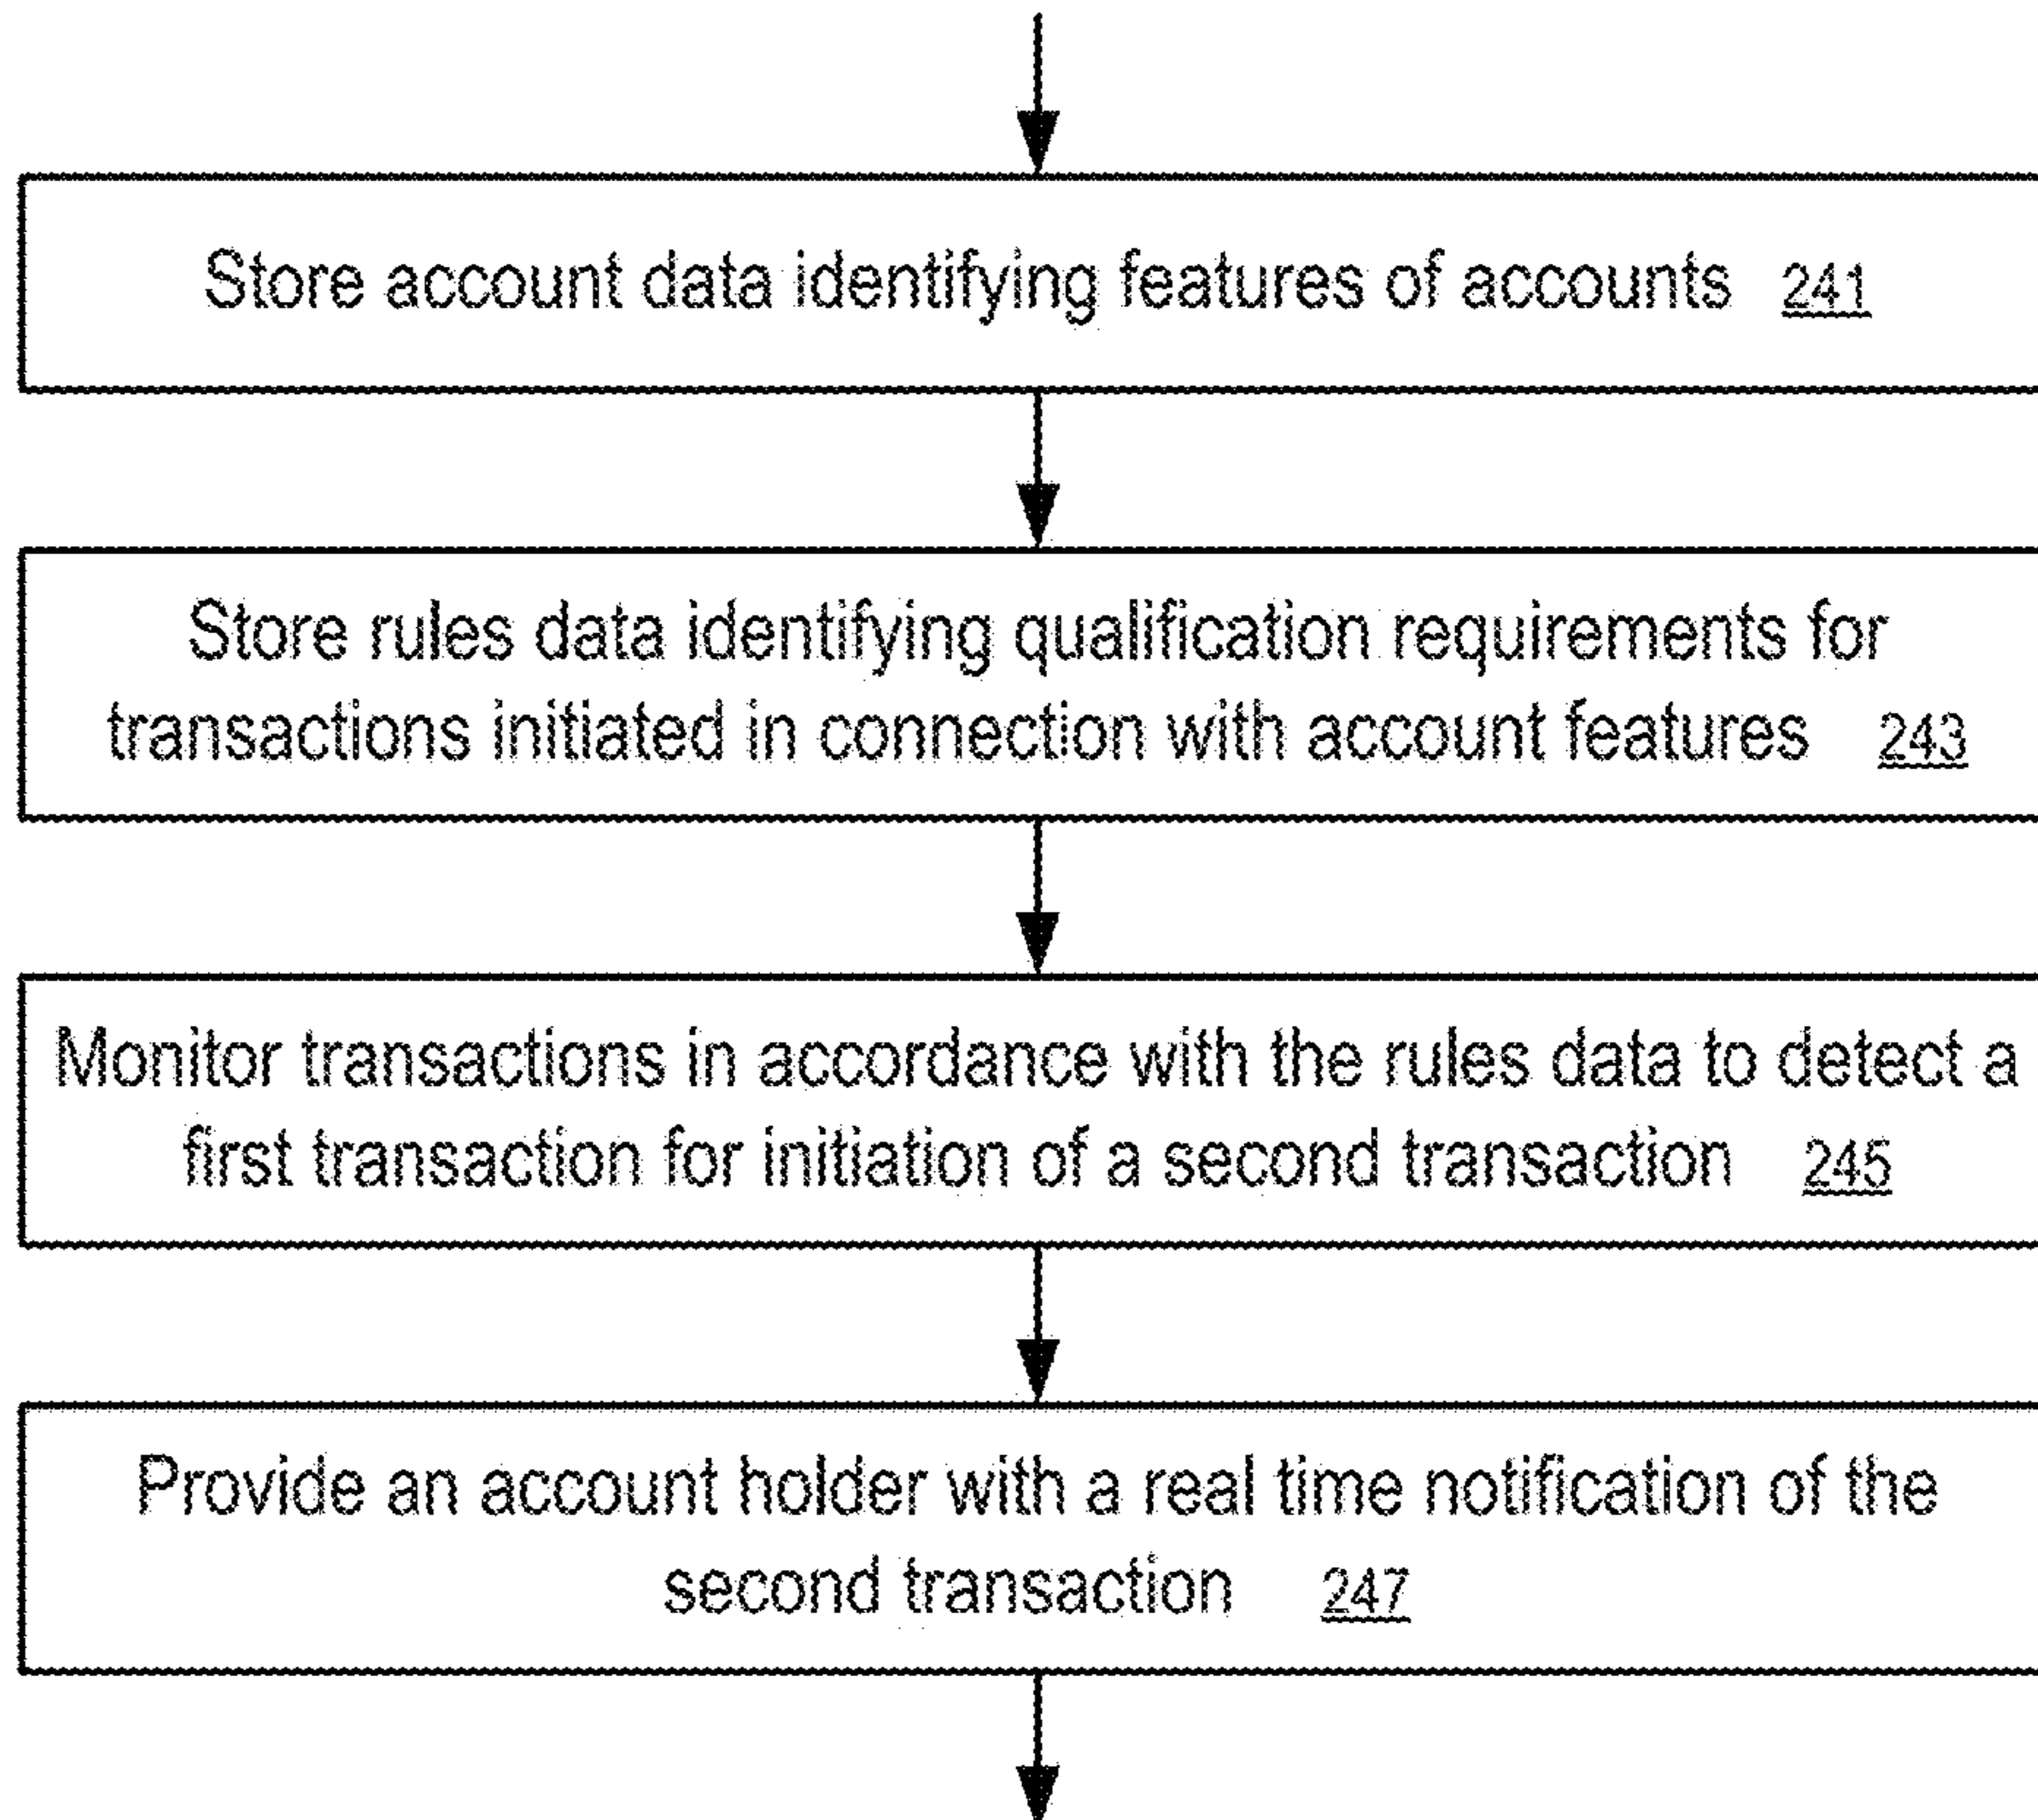 Store account data identifying features of accounts 241
Store rules data identifying qualification requirements for
transactions initiated in connection with account features 243
Monitor transactions in accordance with the rules data to detect a
first transaction for initiation of a second transaction 245
Provide an account holder with a real time notification of the
second transaction 247